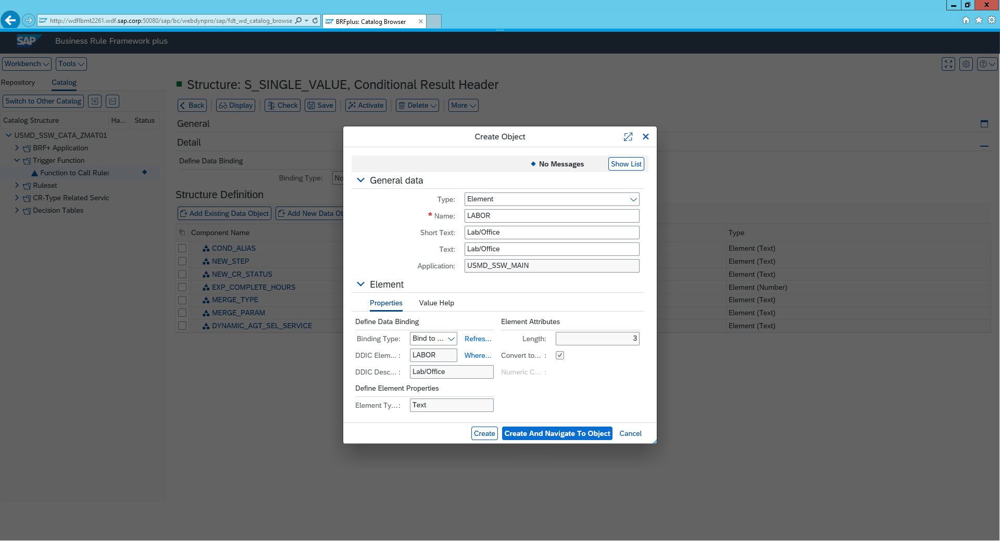 http://wdflbmt2261.wdf.sap.corp:50080/sap/bc/webdynpro/sap/fdt_wd_catalog_browse
BRFplus: Catalog Browser
SAP
Business Rule Framework plus
Workbench
Tools
Repository
Catalog
Switch to Other Catalog
Catalog Structure
Ha...
Status
USMD_SSW_CATA_ZMAT01
BRF+ Application
Trigger Function
Function to Call Rules
Ruleset
CR-Type Related Servic
Decision Tables
Structure: S_SINGLE_VALUE, Conditional Result Header
Back
Display
Check
Save
Activate
Delete
More
General
Detail
Define Data Binding
Binding Type:
No
Structure Definition
Add Existing Data Object
Add New Data Ob
Component Name
Type
COND_ALIAS
Element (Text)
NEW_STEP
Element (Text)
NEW_CR_STATUS
Element (Text)
EXP_COMPLETE_HOURS
Element (Number)
MERGE_TYPE
Element (Text)
MERGE_PARAM
Element (Text)
DYNAMIC_AGT_SEL_SERVICE
Element (Text)
Create Object
No Messages
Show List
General data
Type:
Element
* Name:
LABOR
Short Text:
Lab/Office
Text:
Lab/Office
Application:
USMD_SSW_MAIN
Element
Properties
Value Help
Define Data Binding
Element Attributes
Binding Type:
Bind to ...
Refres...
Length:
3
DDIC Elem... :
LABOR
Where...
Convert to... :
DDIC Desc... :
Lab/Office
Numeric C... :
Define Element Properties
Element Ty... :
Text
Create
Create And Navigate To Object
Cancel